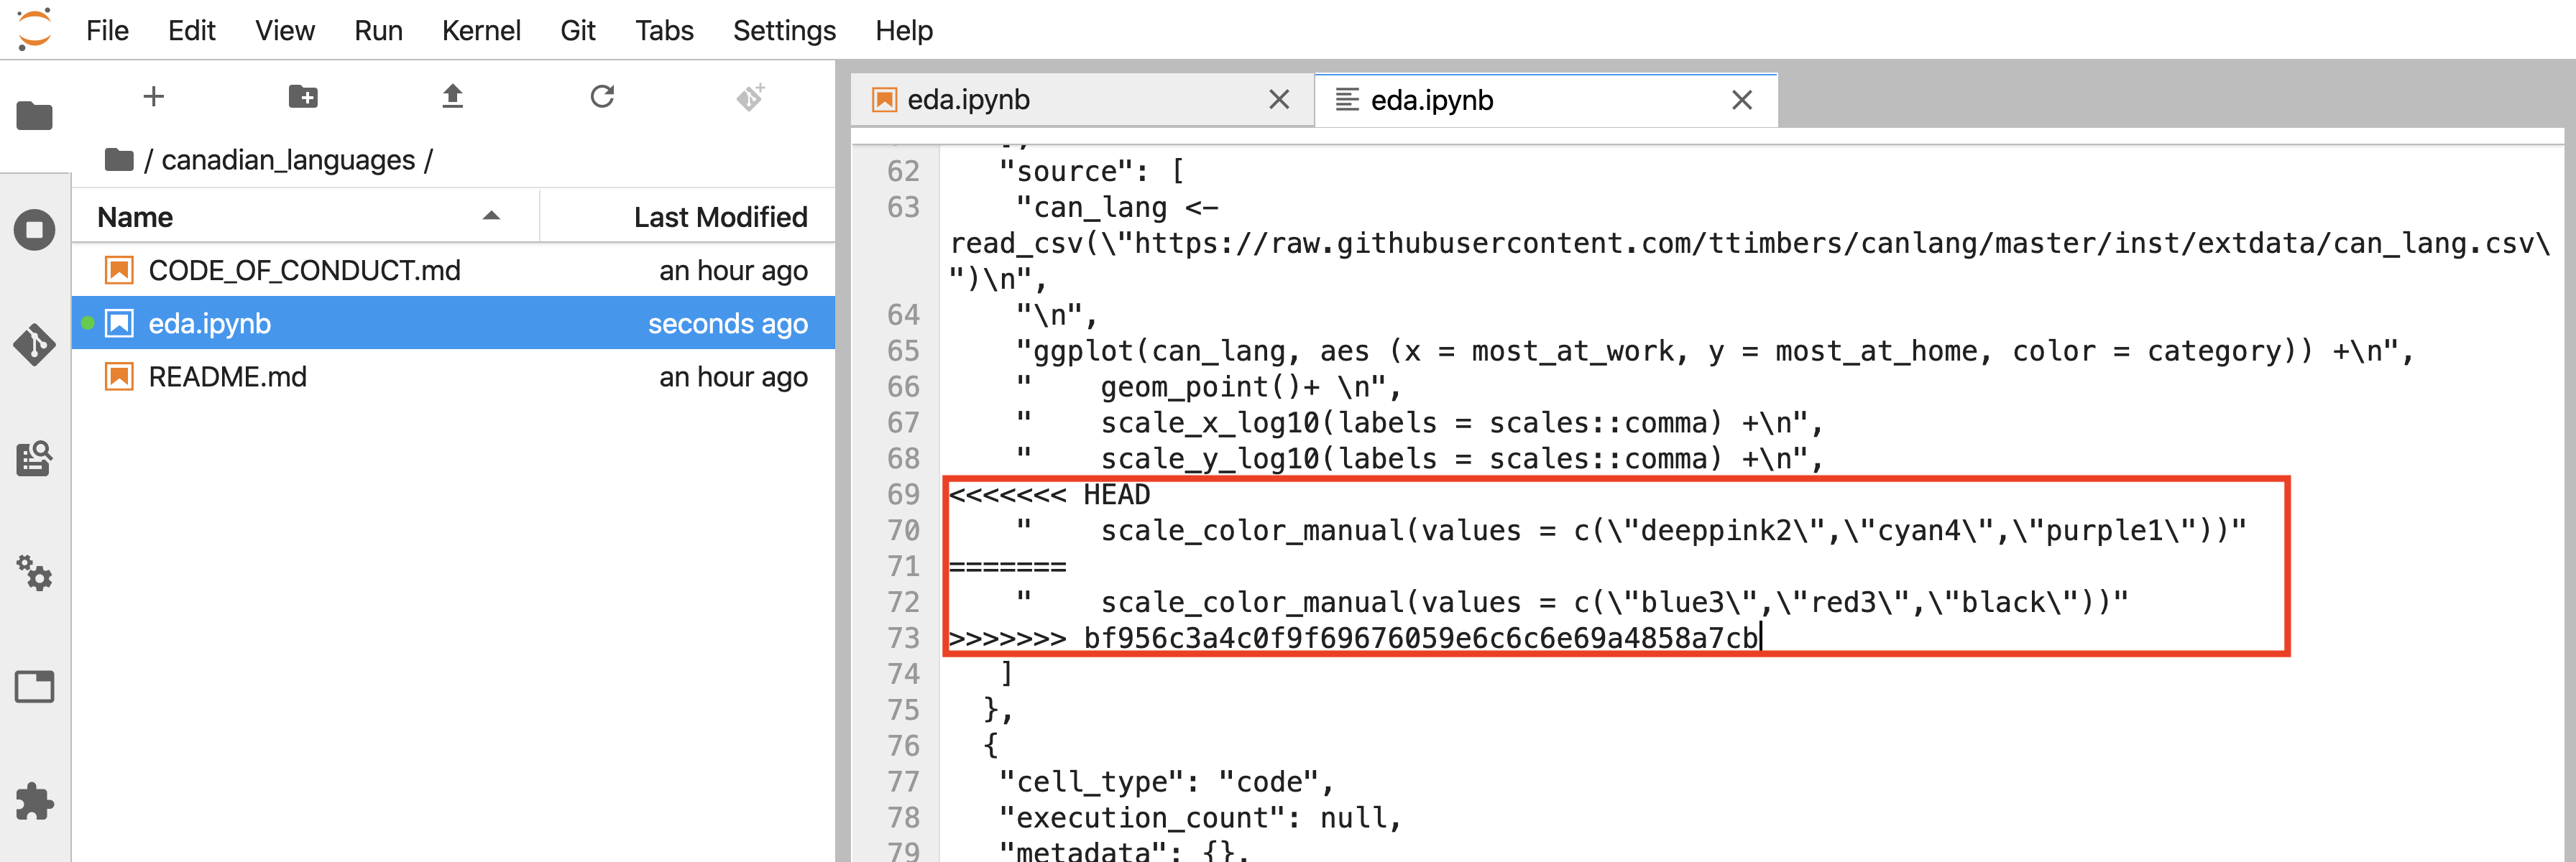 File Edit View Run Kernel Git Tabs Settings Help
/ canadian_languages /
Name Last Modified
CODE_OF_CONDUCT.md an hour ago
eda.ipynb seconds ago
README.md an hour ago
eda.ipynb eda.ipynb
62 "source": [
63 "can_lang <-
read_csv(\"https://raw.githubusercontent.com/ttimbers/canlang/master/inst/extdata/can_lang.csv\
")\n",
64 "\n",
65 "ggplot(can_lang, aes (x = most_at_work, y = most_at_home, color = category)) +\n",
66 "    geom_point()+ \n",
67 "    scale_x_log10(labels = scales::comma) +\n",
68 "    scale_y_log10(labels = scales::comma) +\n",
69 <<<<<<< HEAD
70 "    scale_color_manual(values = c(\"deeppink2\",\"cyan4\",\"purple1\"))"
71 =======
72 "    scale_color_manual(values = c(\"blue3\",\"red3\",\"black\"))"
73 >>>>>>> bf956c3a4c0f9f69676059e6c6c6e69a4858a7cb
74 ]
75 },
76 {
77 "cell_type": "code",
78 "execution_count": null,
79 "metadata": {},